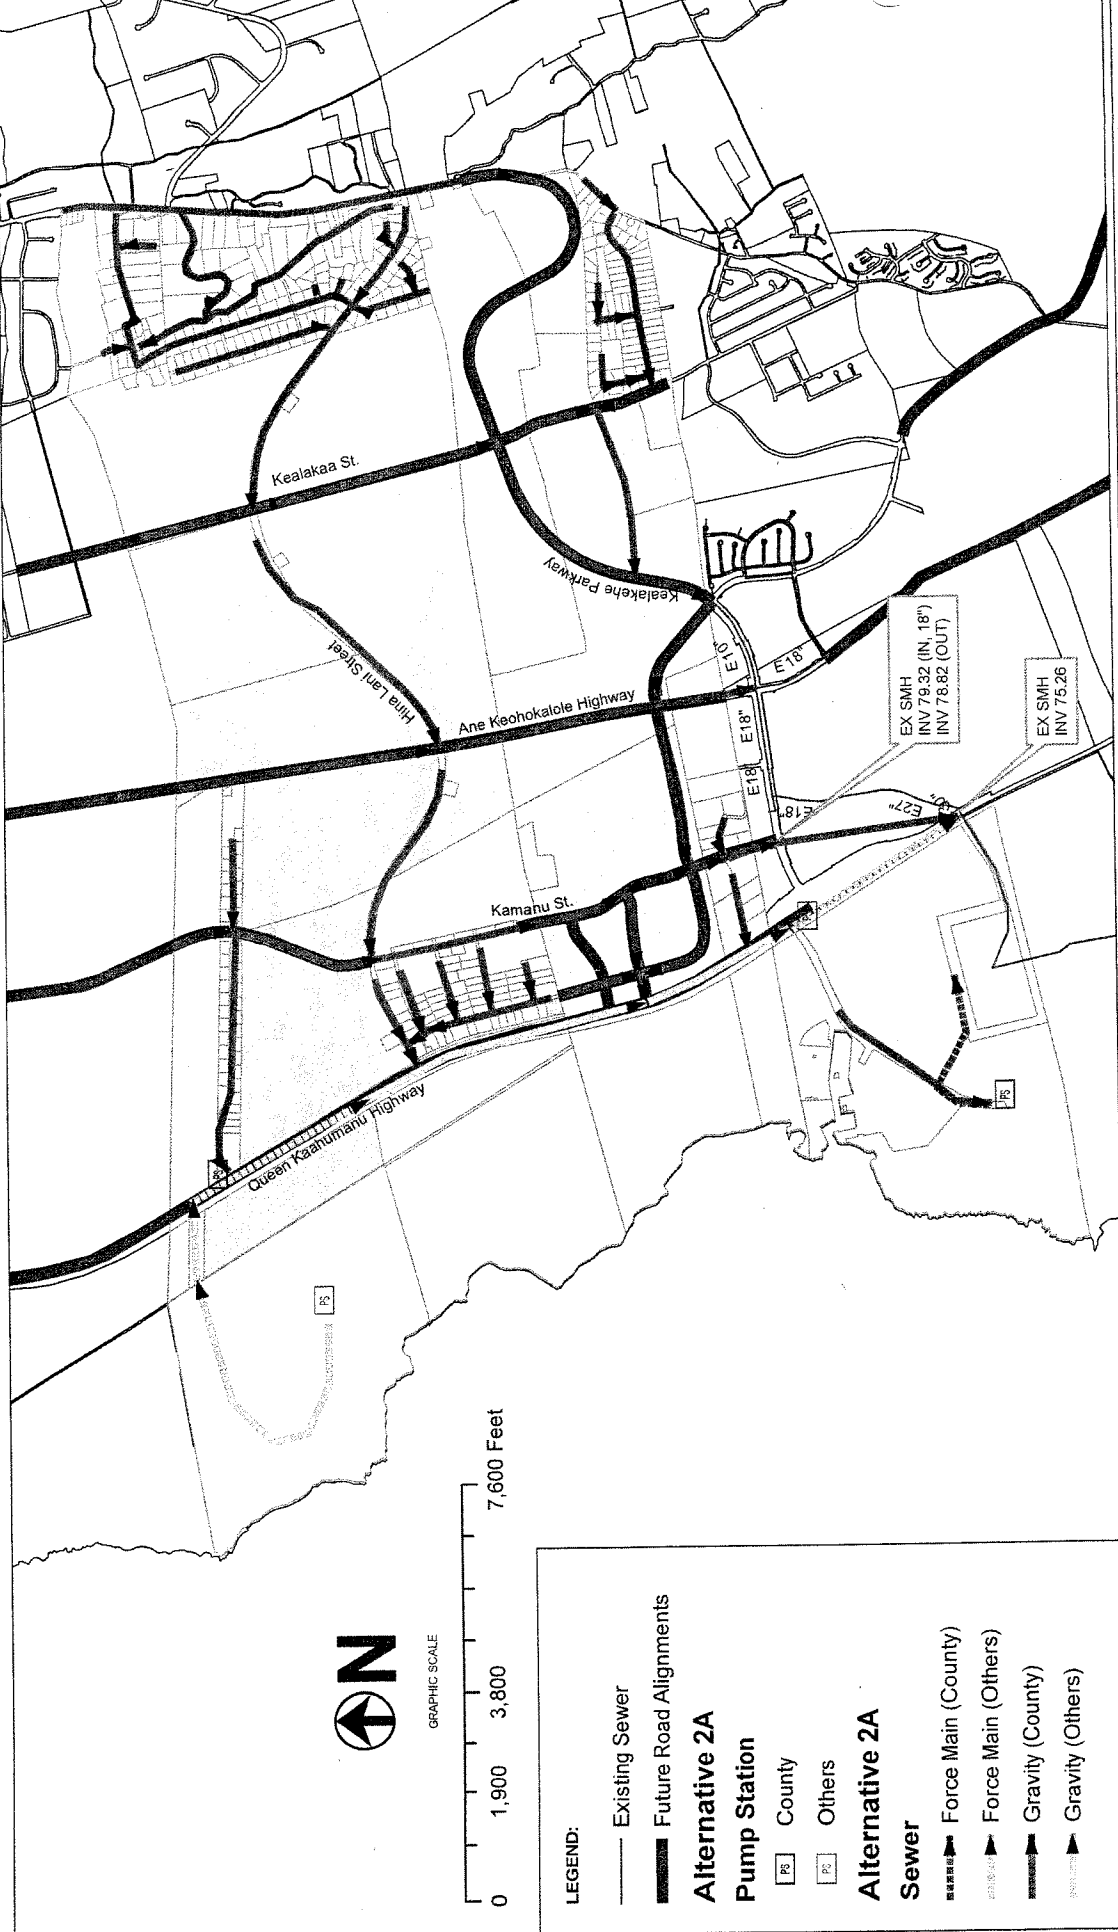 Kealakaa St.
Hina Lani Street
Kealakehe Parkway
Ane Keohokalole Highway
Kamanu St.
Queen Kaahumanu Highway
E10"
E18"
E18"
E18"
E18"
E27"
EX SMH
INV 79.32 (IN, 18")
INV 78.82 (OUT)
EX SMH
INV 75.26
PS
PS
PS
N
GRAPHIC SCALE
0 1,900 3,800 7,600 Feet
LEGEND:
Existing Sewer
Future Road Alignments
Alternative 2A
Pump Station
PS County
PS Others
Alternative 2A
Sewer
Force Main (County)
Force Main (Others)
Gravity (County)
Gravity (Others)